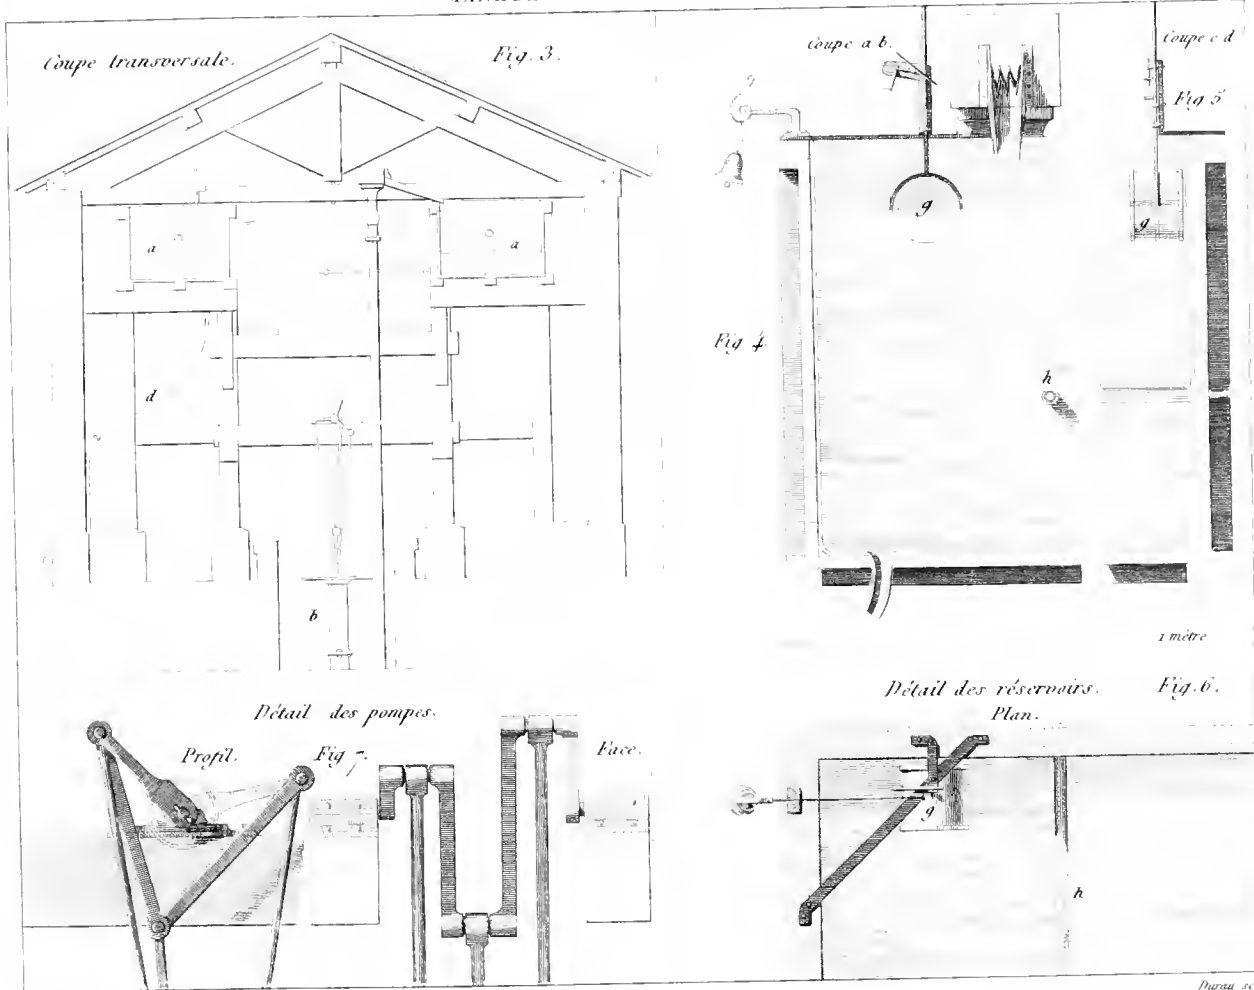 Coupe transversale.
Fig. 3.
a
a
d
b
Coupe a b.
Coupe c d
Fig 5
g
g
g
Fig 4.
h
1 mètre
Détail des pompes.
Profil.
Fig 7.
Face.
Détail des réservoirs.
Fig. 6.
Plan.
g
h